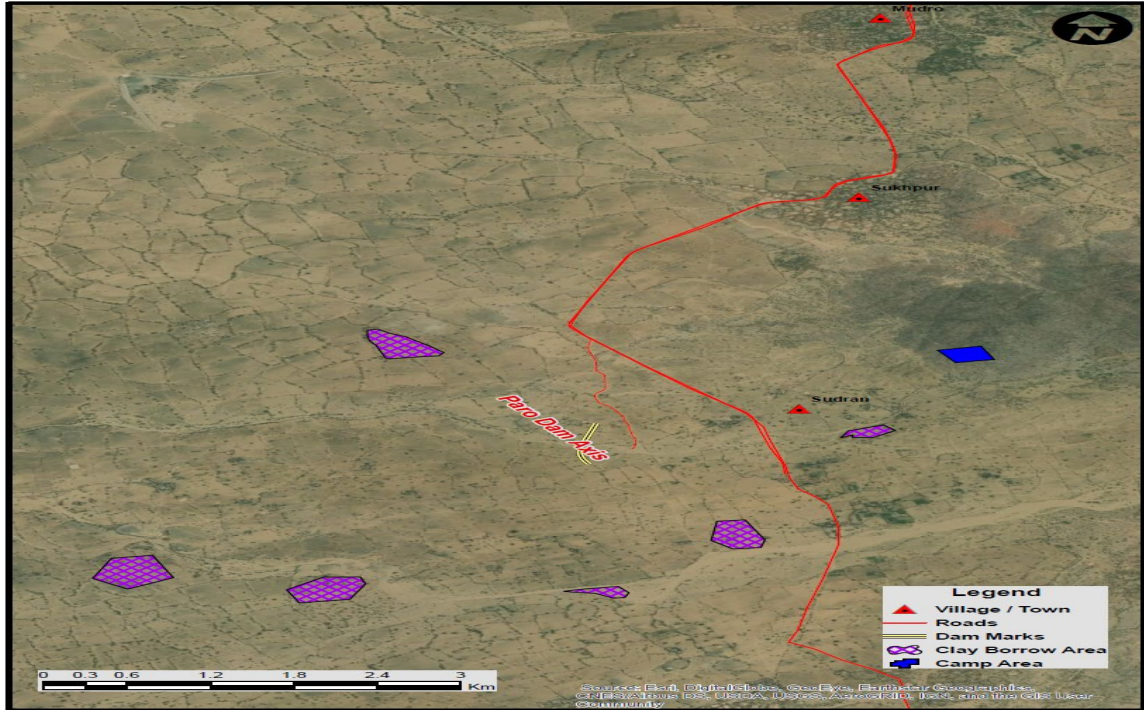 Mudro
N
Sukhpur
Sudran
Paro Dam Axis
Legend
Village / Town
Roads
Dam Marks
Clay Borrow Area
Camp Area
0 0.3 0.6 1.2 1.8 2.4 3
Km
Source: Esri, DigitalGlobe, GeoEye, Earthstar Geographics,
CNES/Airbus DS, USDA, USGS, AeroGRID, IGN, and the GIS User
Community